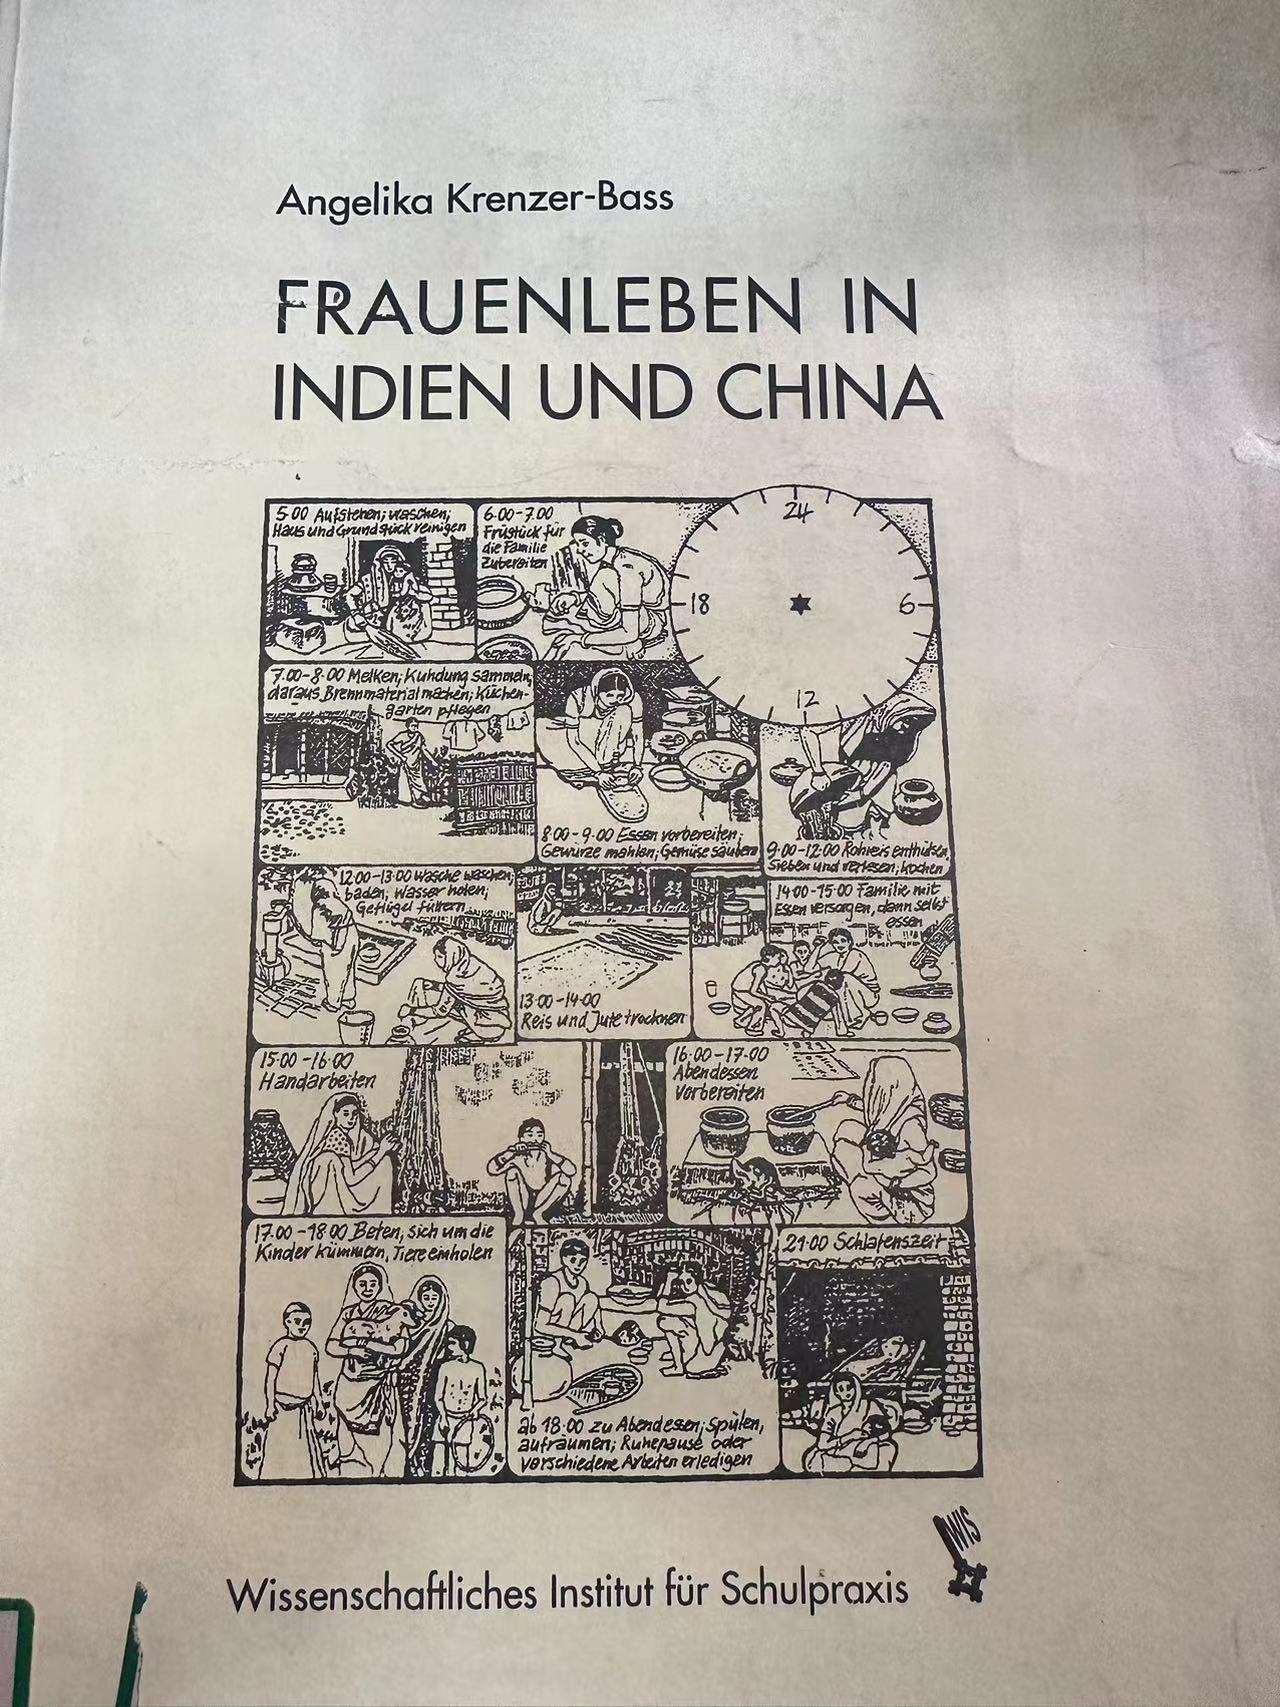 Angelika Krenzer-Bass
FRAUENLEBEN IN
INDIEN UND CHINA
5.00 Aufstehen; waschen;
Haus und Grundstück reinigen
6.00-7.00
Früstück für
die Familie
Zubereiten
24
18
6
12
7.00-8.00 Melken; Kuhdung sammeln,
daraus Brennmaterial machen; Küchen-
garten pflegen
8.00-9.00 Essen vorbereiten;
Gewürze mahlen; Gemüse säubern
9.00-12.00 Rohreis enthülsen,
Sieben und verlesen; kochen
12.00-13.00 Wäsche waschen;
baden; Wasser holen;
Geflügel füttern
13.00-14.00
Reis und Jute trocknen
14.00-15.00 Familie mit
Essen versorgen, dann selbst
essen
15.00-16.00
Handarbeiten
16.00-17.00
Abendessen
vorbereiten
17.00-18.00 Beten, sich um die
Kinder kümmern, Tiere einholen
ab 18.00 zu Abendessen; Spülen,
aufräumen; Ruhepause oder
verschiedene Arbeiten erledigen
21.00 Schlafenszeit
WIS
Wissenschaftliches Institut für Schulpraxis